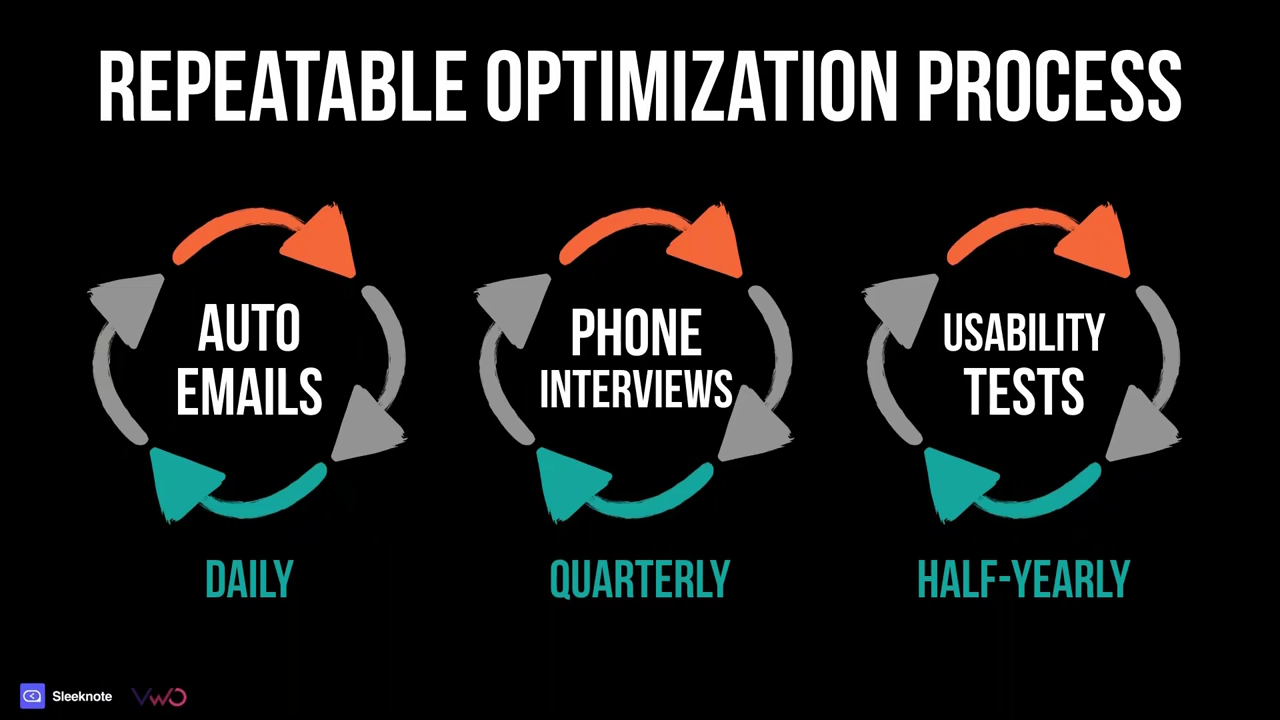 REPEATABLE OPTIMIZATION PROCESS
AUTO
EMAILS
DAILY
PHONE
INTERVIEWS
QUARTERLY
USABILITY
TESTS
HALF-YEARLY
Sleeknote
VWO